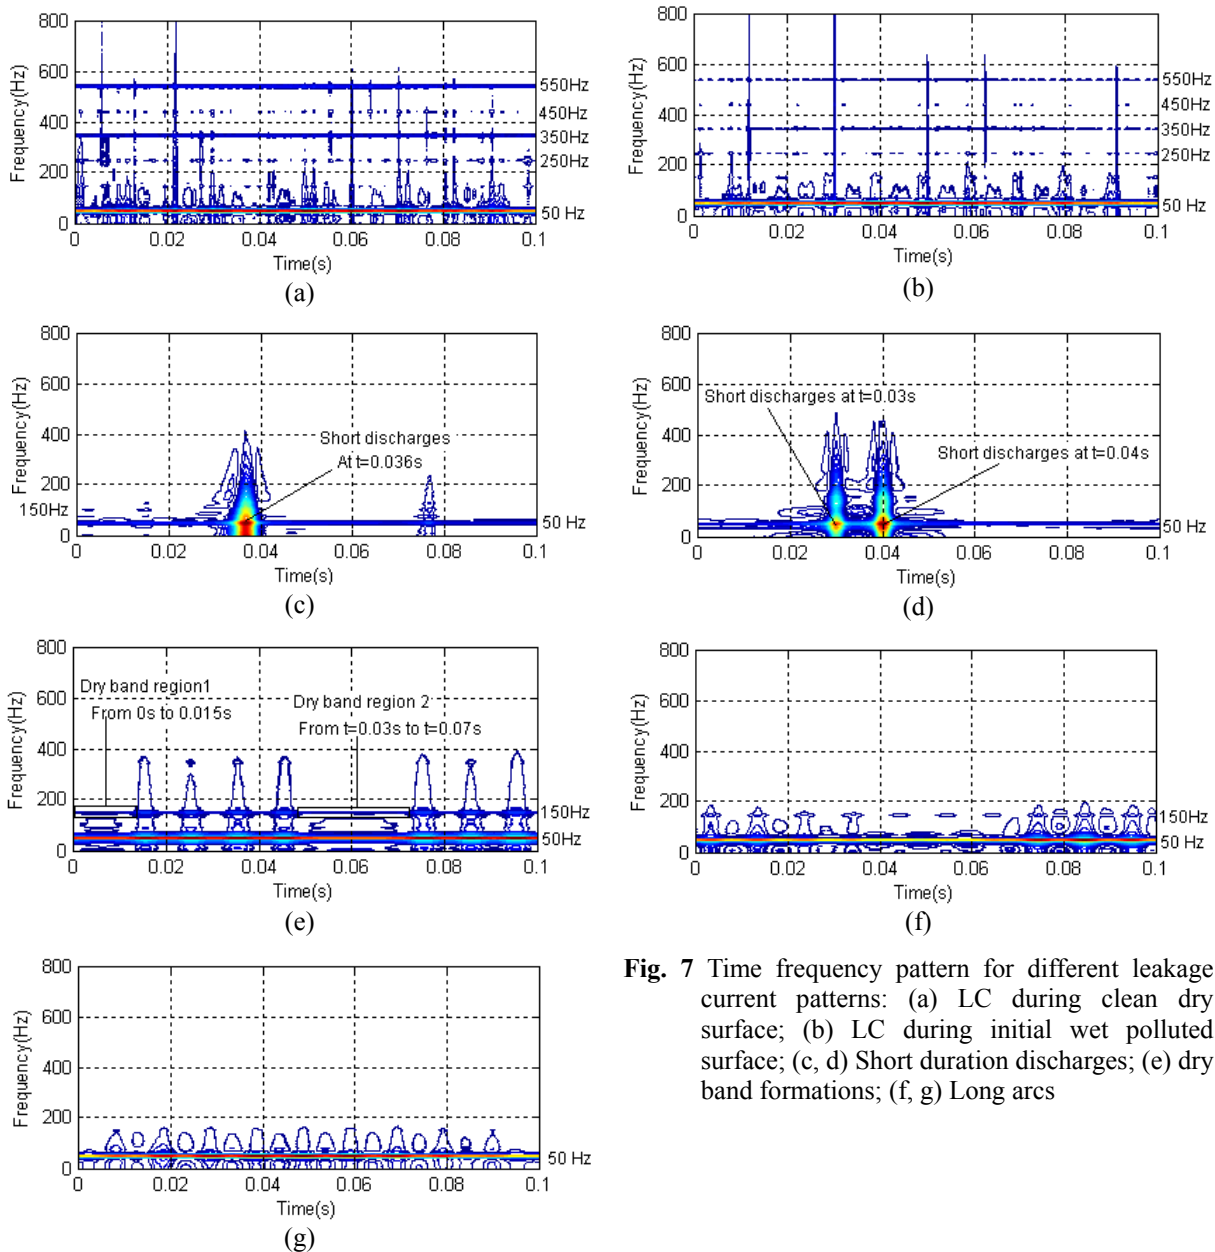 800
600
400
200
0
Frequency(Hz)
550Hz
450Hz
350Hz
250Hz
50 Hz
0 0.02 0.04 0.06 0.08 0.1
Time(s)
(a)
800
600
400
200
0
Frequency(Hz)
550Hz
450Hz
350Hz
250Hz
50 Hz
0 0.02 0.04 0.06 0.08 0.1
Time(s)
(b)
800
600
400
200
150Hz
0
Frequency(Hz)
Short discharges
At t=0.036s
50 Hz
0 0.02 0.04 0.06 0.08 0.1
Time(s)
(c)
800
600
400
200
0
Frequency(Hz)
Short discharges at t=0.03s
Short discharges at t=0.04s
50 Hz
0 0.02 0.04 0.06 0.08 0.1
Time(s)
(d)
800
600
400
200
0
Frequency(Hz)
Dry band region1
From 0s to 0.015s
Dry band region 2
From t=0.03s to t=0.07s
150Hz
50Hz
0 0.02 0.04 0.06 0.08 0.1
Time(s)
(e)
800
600
400
200
0
Frequency(Hz)
150Hz
50 Hz
0 0.02 0.04 0.06 0.08 0.1
Time(s)
(f)
800
600
400
200
0
Frequency(Hz)
50 Hz
0 0.02 0.04 0.06 0.08 0.1
Time(s)
(g)
Fig. 7 Time frequency pattern for different leakage
current patterns: (a) LC during clean dry
surface; (b) LC during initial wet polluted
surface; (c, d) Short duration discharges; (e) dry
band formations; (f, g) Long arcs